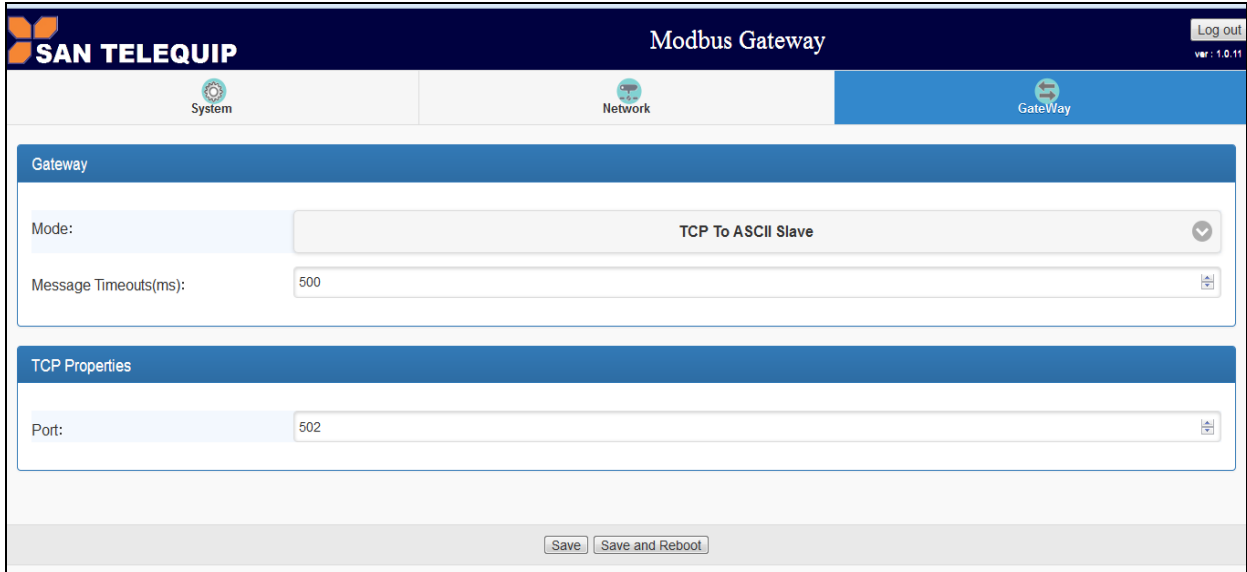 SAN TELEQUIP
Modbus Gateway
Log out
ver : 1.0.11
System
Network
GateWay
Gateway
Mode:
TCP To ASCII Slave
Message Timeouts(ms):
500
TCP Properties
Port:
502
Save
Save and Reboot